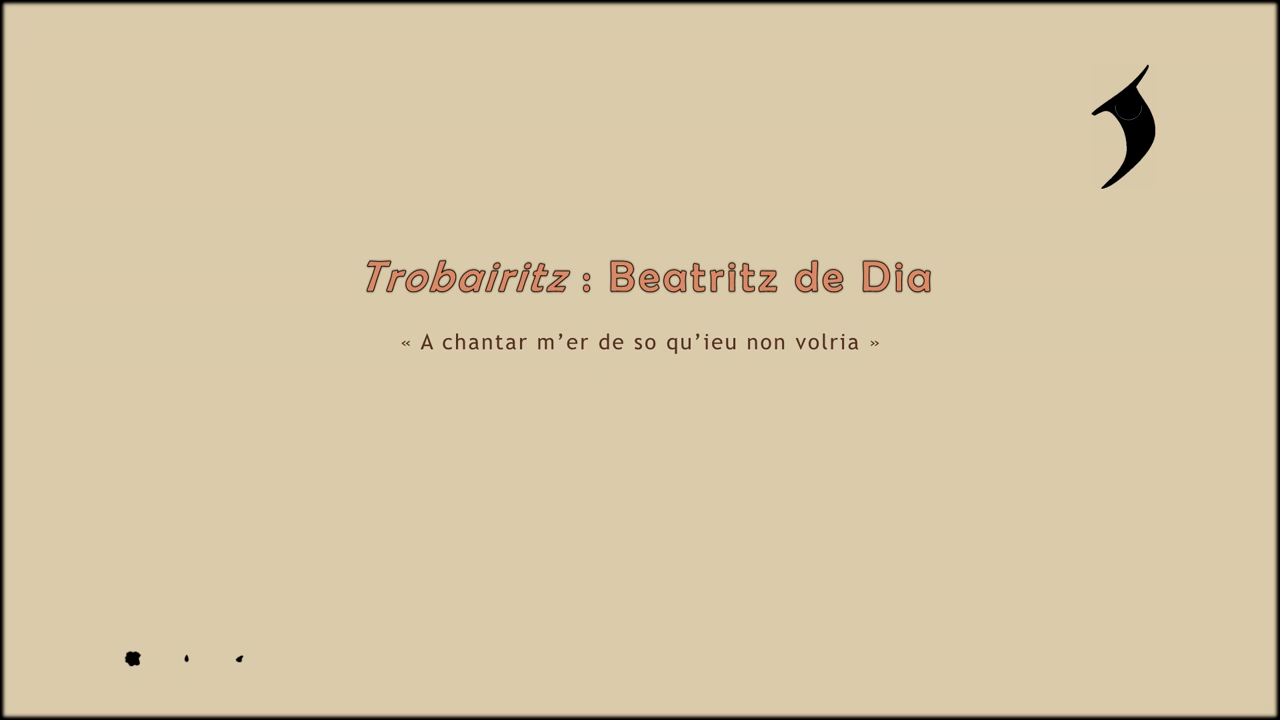 Trobairitz : Beatritz de Dia
« A chantar m’er de so qu’ieu non volria »